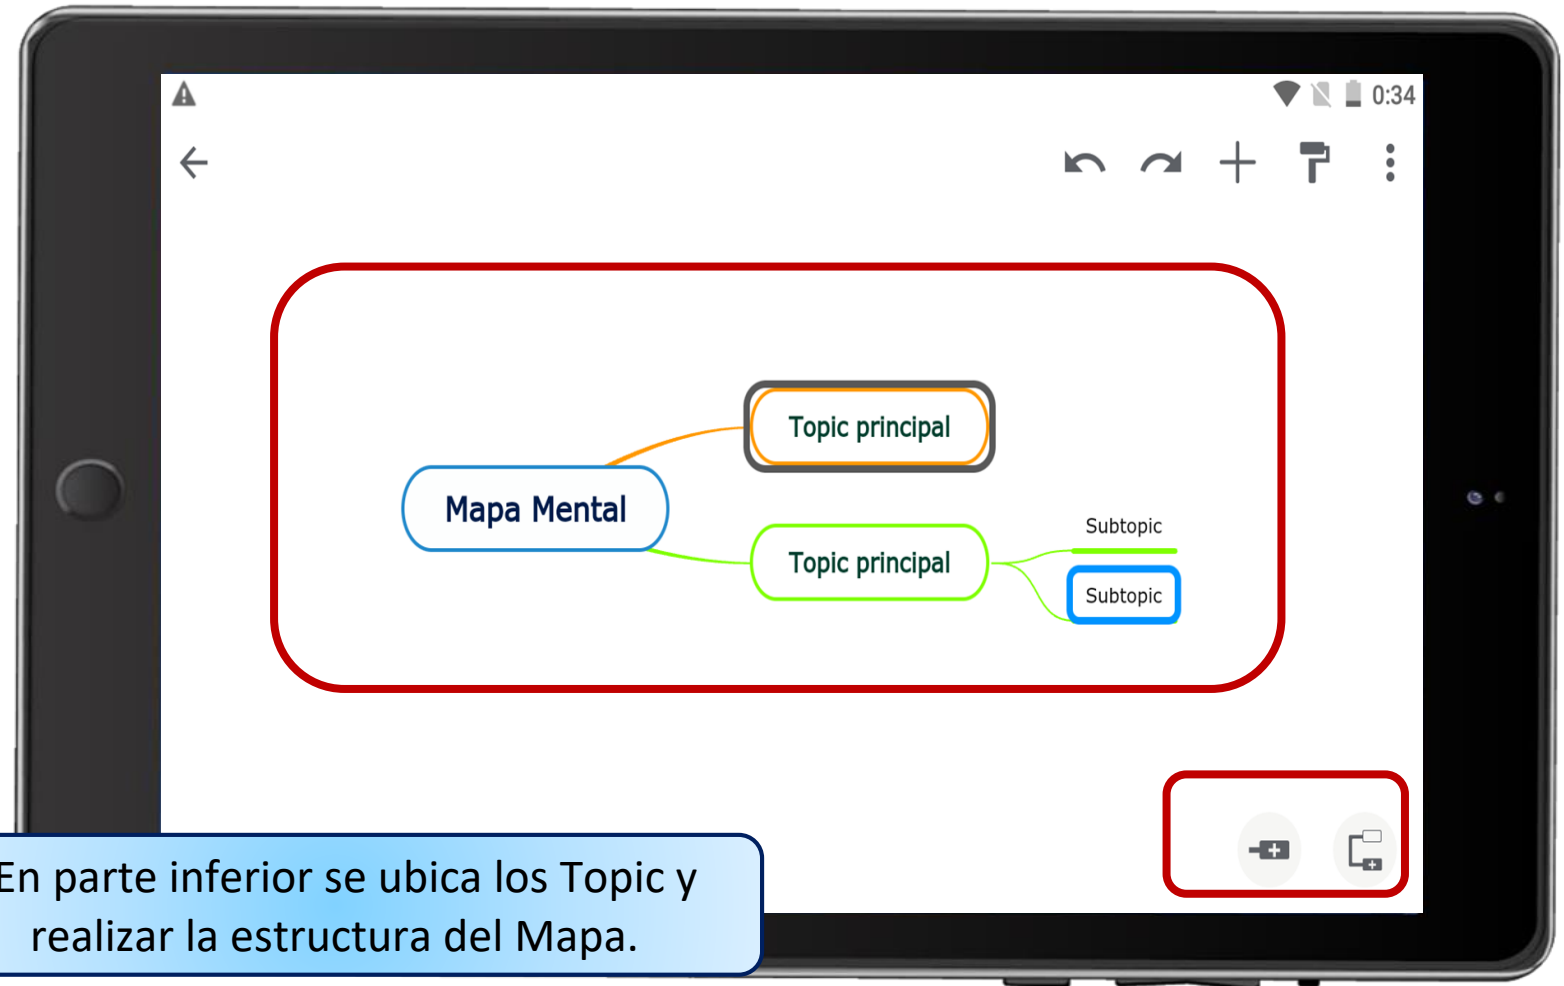 0:34
Topic principal
Mapa Mental
Subtopic
Topic principal
Subtopic
En parte inferior se ubica los Topic y
realizar la estructura del Mapa.